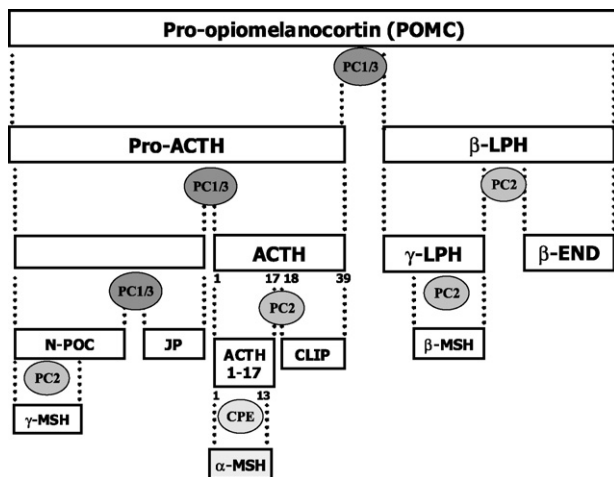 Pro-opiomelanocortin (POMC)
PC1/3
Pro-ACTH
β-LPH
PC1/3
PC2
ACTH
γ-LPH
β-END
1 17 18 39
PC1/3
PC2
PC2
N-POC
JP
ACTH
1-17
CLIP
β-MSH
PC2
1 13
γ-MSH
CPE
α-MSH